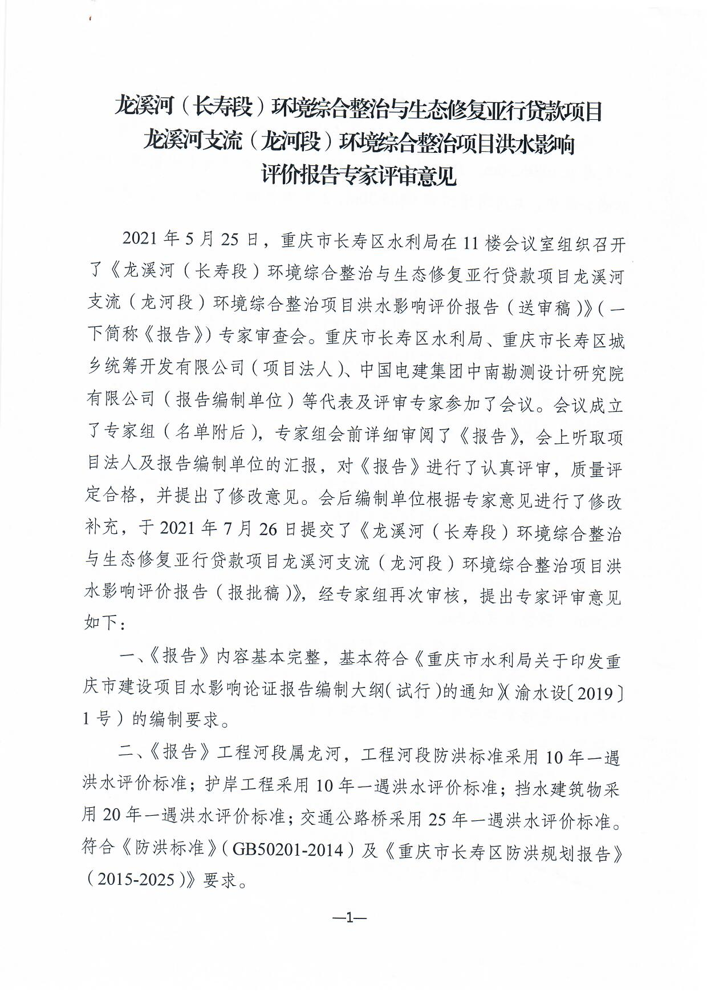 龙溪河（长寿段）环境综合整治与生态修复亚行贷款项目
龙溪河支流（龙河段）环境综合整治项目洪水影响
评价报告专家评审意见
2021 年 5 月 25 日，重庆市长寿区水利局在 11 楼会议室组织召开
了《龙溪河（长寿段）环境综合整治与生态修复亚行贷款项目龙溪河
支流（龙河段）环境综合整治项目洪水影响评价报告（送审稿）》（一
下简称《报告》）专家审查会。重庆市长寿区水利局、重庆市长寿区城
乡统筹开发有限公司（项目法人）、中国电建集团中南勘测设计研究院
有限公司（报告编制单位）等代表及评审专家参加了会议。会议成立
了专家组（名单附后），专家组会前详细审阅了《报告》，会上听取项
目法人及报告编制单位的汇报，对《报告》进行了认真评审，质量评
定合格，并提出了修改意见。会后编制单位根据专家意见进行了修改
补充，于 2021 年 7 月 26 日提交了《龙溪河（长寿段）环境综合整治
与生态修复亚行贷款项目龙溪河支流（龙河段）环境综合整治项目洪
水影响评价报告（报批稿）》，经专家组再次审核，提出专家评审意见
如下：
一、《报告》内容基本完整，基本符合《重庆市水利局关于印发重
庆市建设项目水影响论证报告编制大纲（试行）的通知》（渝水设〔2019〕
1 号）的编制要求。
二、《报告》工程河段属龙河，工程河段防洪标准采用 10 年一遇
洪水评价标准；护岸工程采用 10 年一遇洪水评价标准；挡水建筑物采
用 20 年一遇洪水评价标准；交通公路桥采用 25 年一遇洪水评价标准。
符合《防洪标准》（GB50201-2014）及《重庆市长寿区防洪规划报告》
（2015-2025）》要求。
—1—